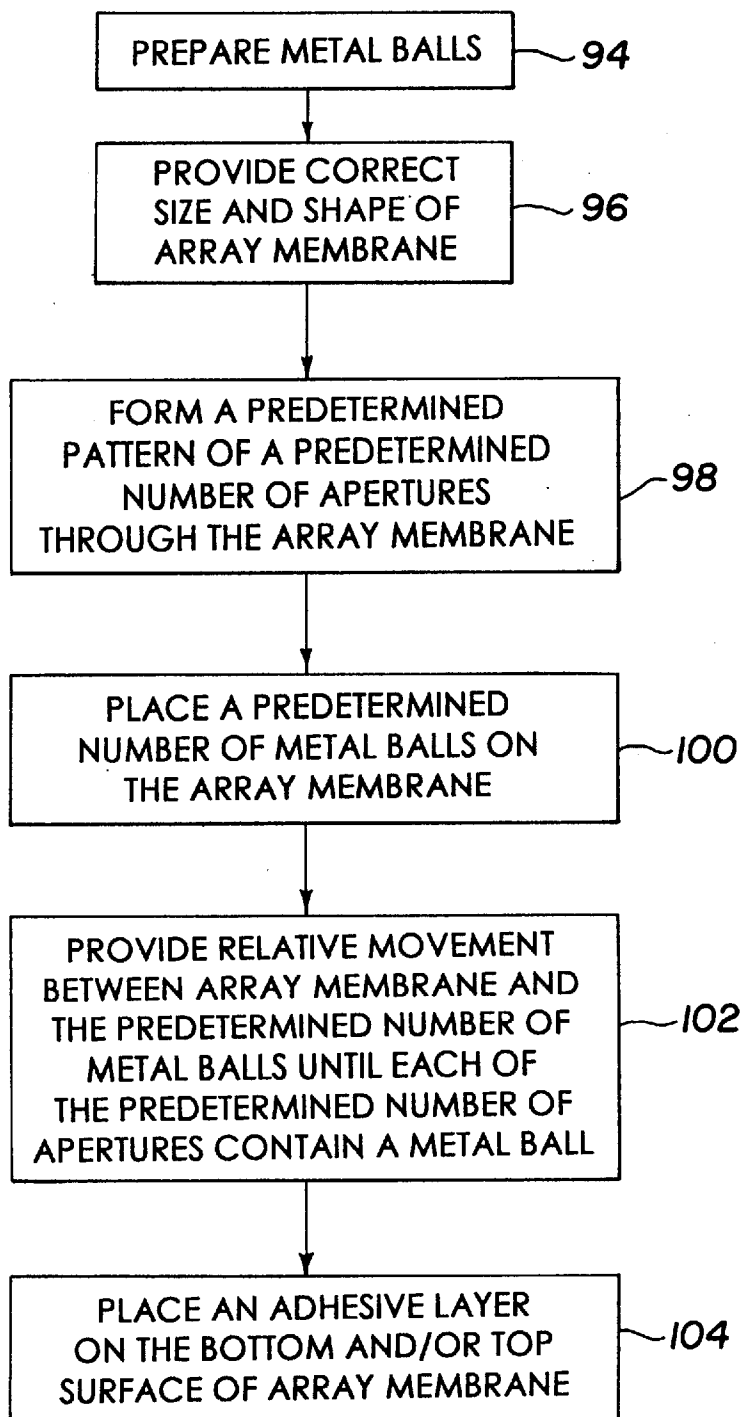 PREPARE METAL BALLS
94
PROVIDE CORRECT
SIZE AND SHAPE OF
ARRAY MEMBRANE
96
FORM A PREDETERMINED
PATTERN OF A PREDETERMINED
NUMBER OF APERTURES
THROUGH THE ARRAY MEMBRANE
98
PLACE A PREDETERMINED
NUMBER OF METAL BALLS ON
THE ARRAY MEMBRANE
100
PROVIDE RELATIVE MOVEMENT
BETWEEN ARRAY MEMBRANE AND
THE PREDETERMINED NUMBER OF
METAL BALLS UNTIL EACH OF
THE PREDETERMINED NUMBER OF
APERTURES CONTAIN A METAL BALL
102
PLACE AN ADHESIVE LAYER
ON THE BOTTOM AND/OR TOP
SURFACE OF ARRAY MEMBRANE
104